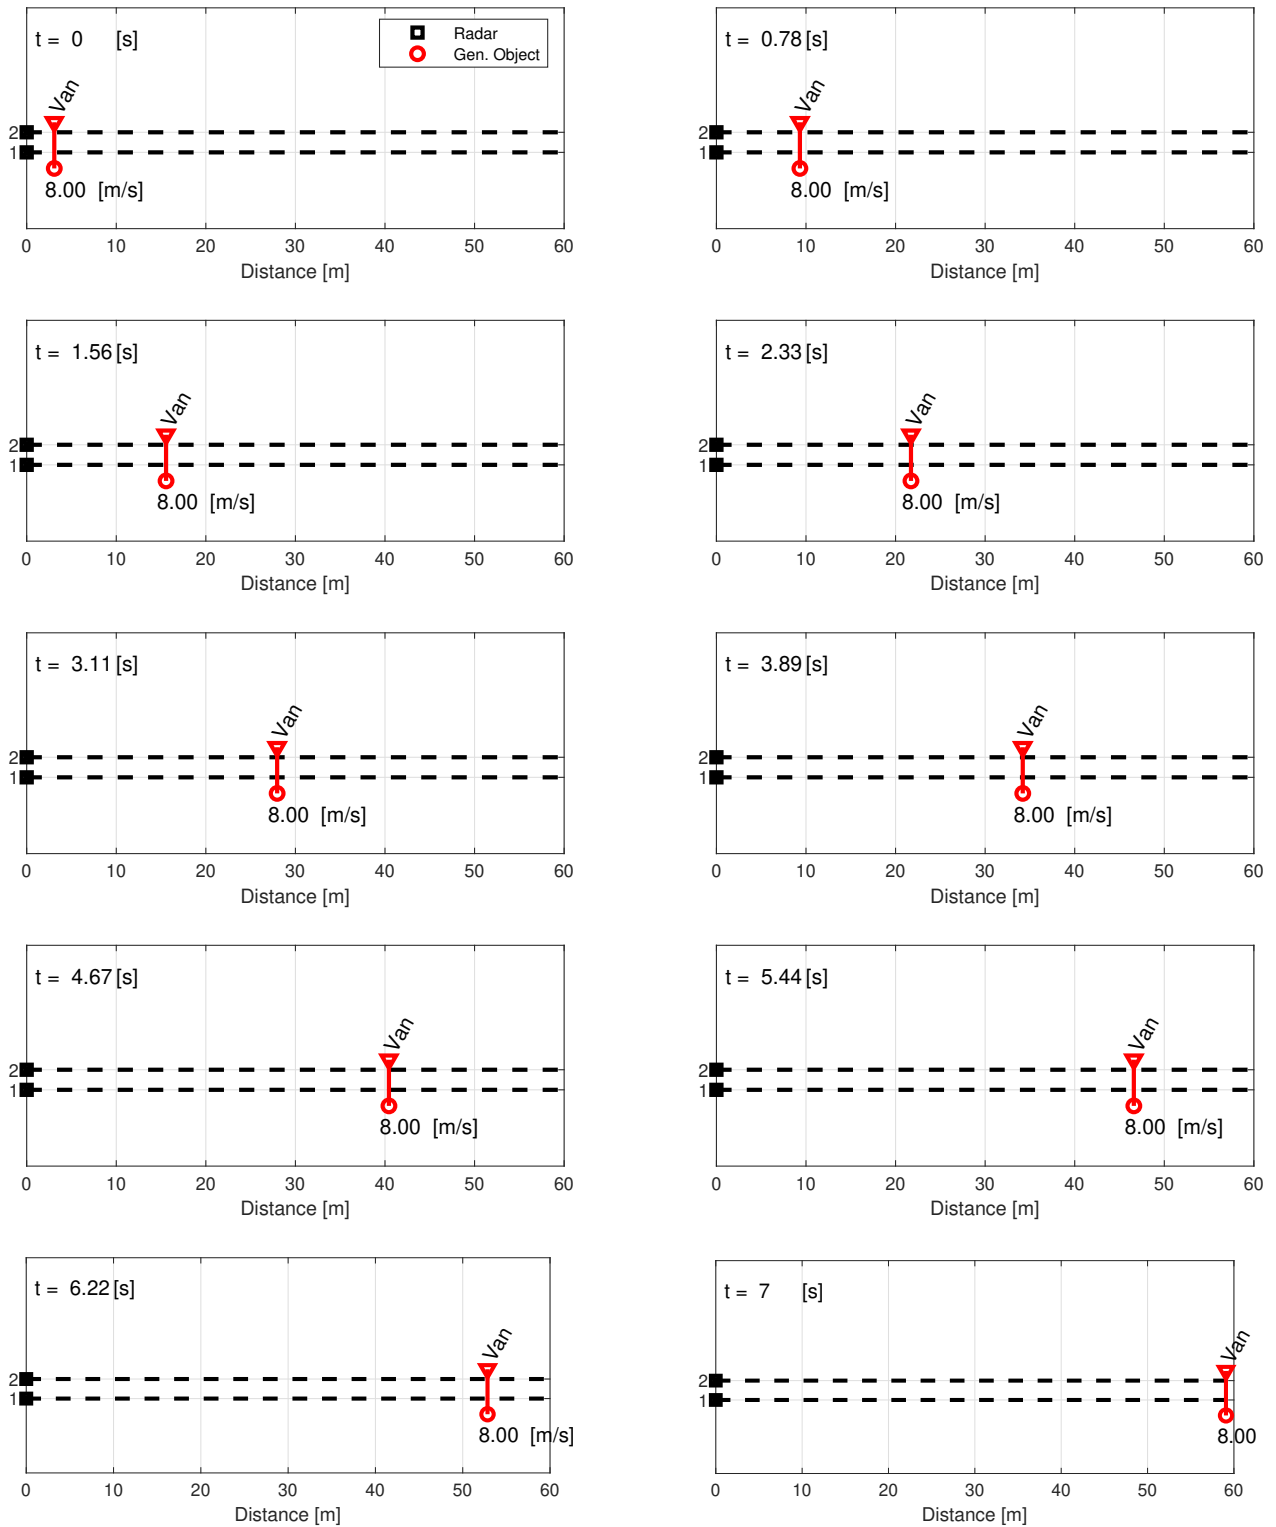 t = 0 [s]
Radar
Gen. Object
Van
2
1
8.00 [m/s]
0 10 20 30 40 50 60
Distance [m]
t = 0.78 [s]
Van
2
1
8.00 [m/s]
0 10 20 30 40 50 60
Distance [m]
t = 1.56 [s]
Van
2
1
8.00 [m/s]
0 10 20 30 40 50 60
Distance [m]
t = 2.33 [s]
Van
2
1
8.00 [m/s]
0 10 20 30 40 50 60
Distance [m]
t = 3.11 [s]
Van
2
1
8.00 [m/s]
0 10 20 30 40 50 60
Distance [m]
t = 3.89 [s]
Van
2
1
8.00 [m/s]
0 10 20 30 40 50 60
Distance [m]
t = 4.67 [s]
Van
2
1
8.00 [m/s]
0 10 20 30 40 50 60
Distance [m]
t = 5.44 [s]
Van
2
1
8.00 [m/s]
0 10 20 30 40 50 60
Distance [m]
t = 6.22 [s]
Van
2
1
8.00 [m/s]
0 10 20 30 40 50 60
Distance [m]
t = 7 [s]
Van
2
1
8.00
0 10 20 30 40 50 60
Distance [m]